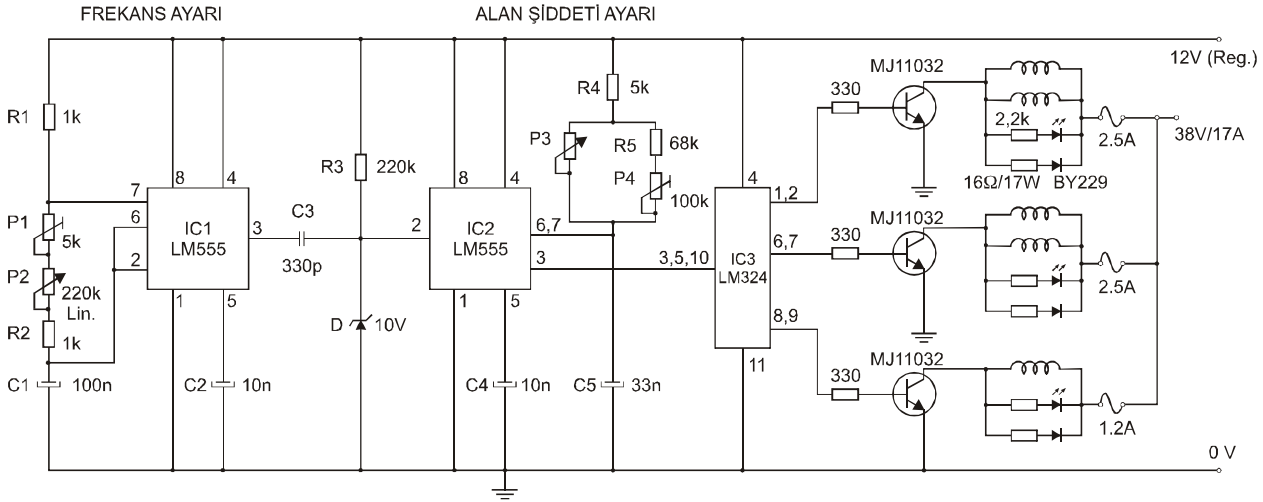 FREKANS AYARI
ALAN ŞİDDETİ AYARI
12V (Reg.)
R1
1k
R4
5k
MJ11032
330
2,2k
2.5A
38V/17A
16Ω/17W
BY229
P3
R5
68k
P4
100k
R3
220k
7
8
4
6
2
IC1
LM555
3
1
5
C3
330p
P1
5k
P2
220k
Lin.
R2
1k
C1
100n
C2
10n
D
10V
8
4
2
IC2
LM555
6,7
3
1
5
C4
10n
C5
33n
4
1,2
3,5,10
IC3
LM324
6,7
8,9
11
MJ11032
330
2.5A
MJ11032
330
1.2A
0 V